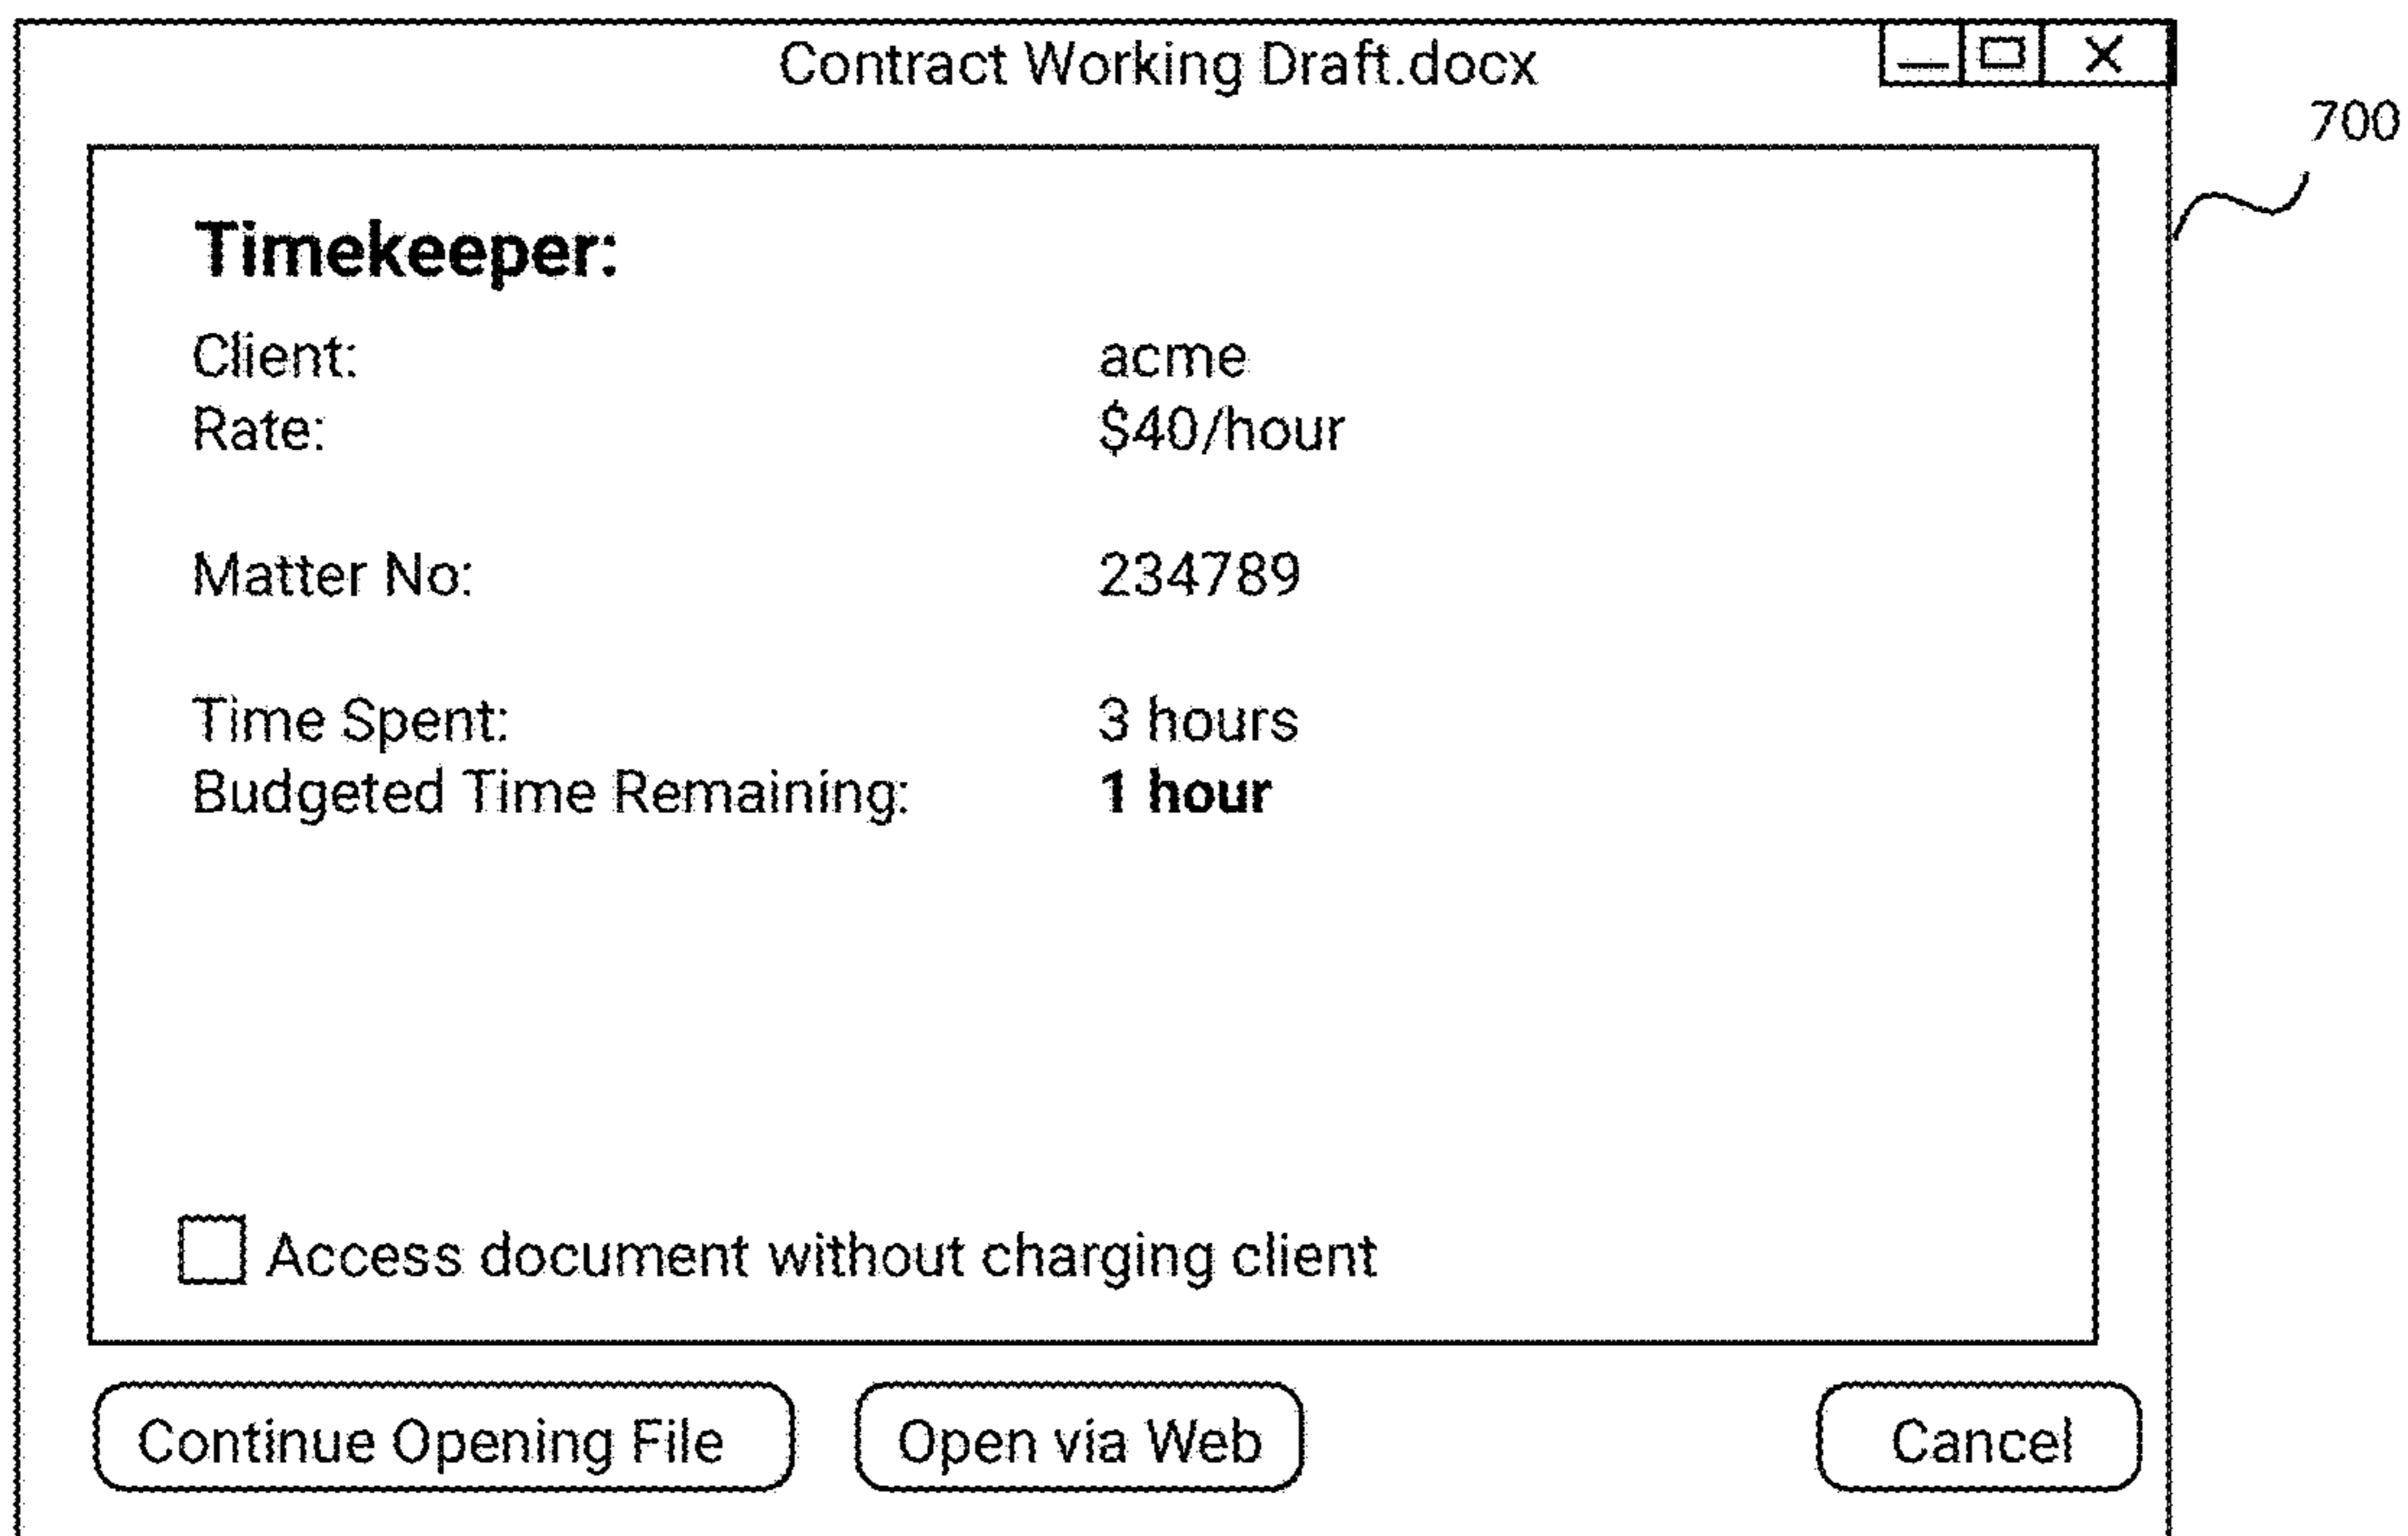 Contract Working Draft.docx
700
Timekeeper:
Client: acme
Rate: $40/hour
Matter No: 234789
Time Spent: 3 hours
Budgeted Time Remaining: 1 hour
Access document without charging client
Continue Opening File Open via Web Cancel